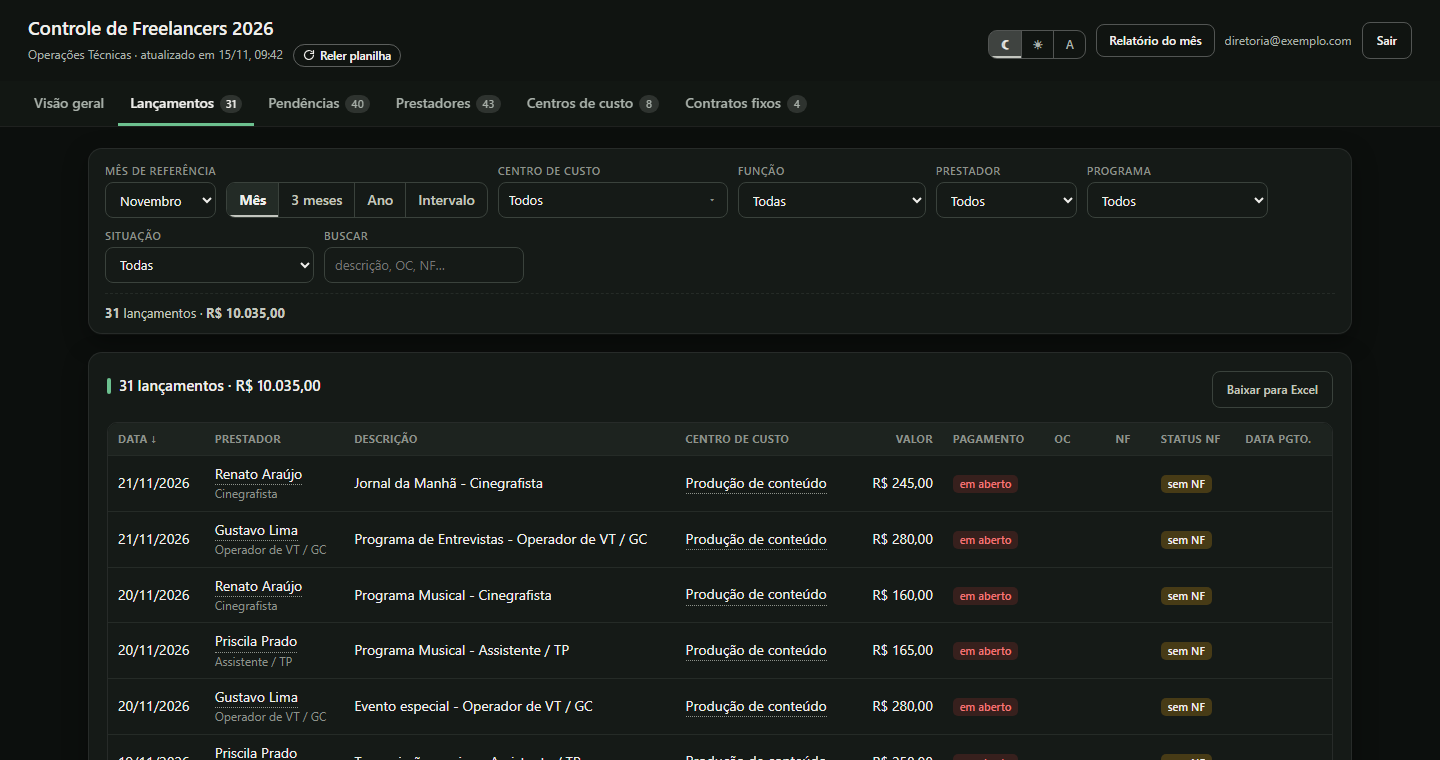 Controle de Freelancers 2026
Operações Técnicas · atualizado em 15/11, 09:42 Reler planilha
A Relatório do mês diretoria@exemplo.com Sair
Visão geral Lançamentos 31 Pendências 40 Prestadores 43 Centros de custo 8 Contratos fixos 4
MÊS DE REFERÊNCIA CENTRO DE CUSTO FUNÇÃO PRESTADOR PROGRAMA
Novembro Mês 3 meses Ano Intervalo Todos Todas Todos Todos
SITUAÇÃO BUSCAR
Todas descrição, OC, NF...
31 lançamentos · R$ 10.035,00
31 lançamentos · R$ 10.035,00 Baixar para Excel
DATA ↓ PRESTADOR DESCRIÇÃO CENTRO DE CUSTO VALOR PAGAMENTO OC NF STATUS NF DATA PGTO.
21/11/2026 Renato Araújo Jornal da Manhã - Cinegrafista Produção de conteúdo R$ 245,00 em aberto sem NF
Cinegrafista
21/11/2026 Gustavo Lima Programa de Entrevistas - Operador de VT / GC Produção de conteúdo R$ 280,00 em aberto sem NF
Operador de VT / GC
20/11/2026 Renato Araújo Programa Musical - Cinegrafista Produção de conteúdo R$ 160,00 em aberto sem NF
Cinegrafista
20/11/2026 Priscila Prado Programa Musical - Assistente / TP Produção de conteúdo R$ 165,00 em aberto sem NF
Assistente / TP
20/11/2026 Gustavo Lima Evento especial - Operador de VT / GC Produção de conteúdo R$ 280,00 em aberto sem NF
Operador de VT / GC
Priscila Prado